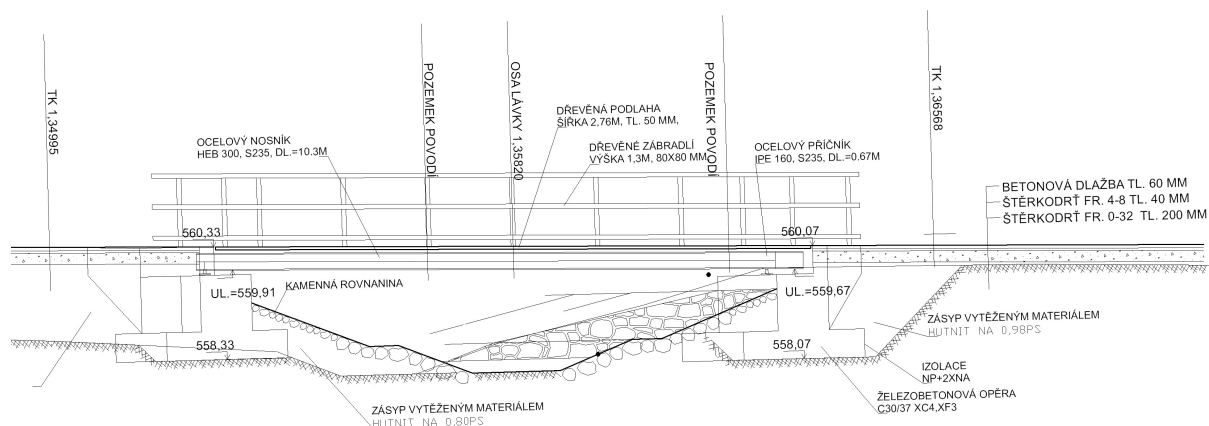 TK 1,34995
POZEMEK POVODÍ
OSA LÁVKY 1,35820
POZEMEK POVODÍ
TK 1,36568
OCELOVÝ NOSNÍK
HEB 300, S235, DL.=10.3M
DŘEVĚNÁ PODLAHA
ŠÍŘKA 2,76M, TL. 50 MM,
DŘEVĚNÉ ZÁBRADLÍ
VÝŠKA 1,3M, 80X80 MM
OCELOVÝ PŘÍČNÍK
IPE 160, S235, DL.=0.67M
BETONOVÁ DLAŽBA TL. 60 MM
ŠTĚRKODRŤ FR. 4-8 TL. 40 MM
ŠTĚRKODRŤ FR. 0-32 TL. 200 MM
560,33
560,07
UL.=559,91
KAMENNÁ ROVNANINA
UL.=559,67
ZÁSYP VYTĚŽENÝM MATERIÁLEM
HUTNIT NA 0,98PS
558,33
558,07
IZOLACE
NP+2XNA
ŽELEZOBETONOVÁ OPĚRA
C30/37 XC4,XF3
ZÁSYP VYTĚŽENÝM MATERIÁLEM
HUTNIT NA 0,80PS